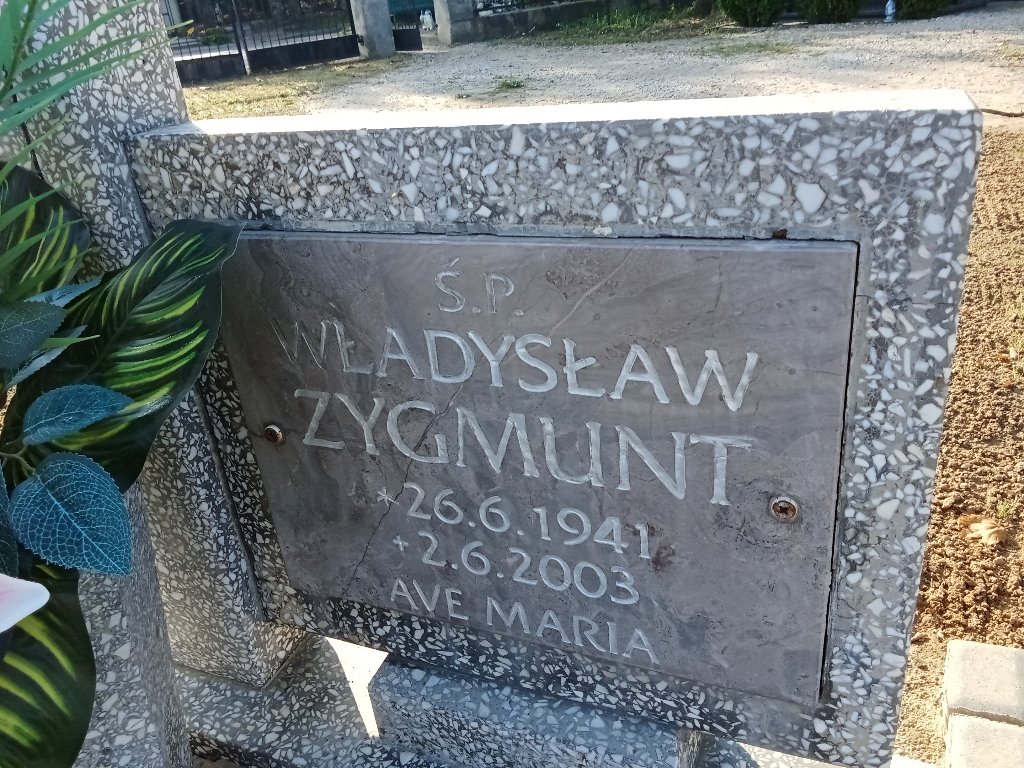 Ś.P.
WŁADYSŁAW
ZYGMUNT
*26.6.1941
+2.6.2003
AVE MARIA